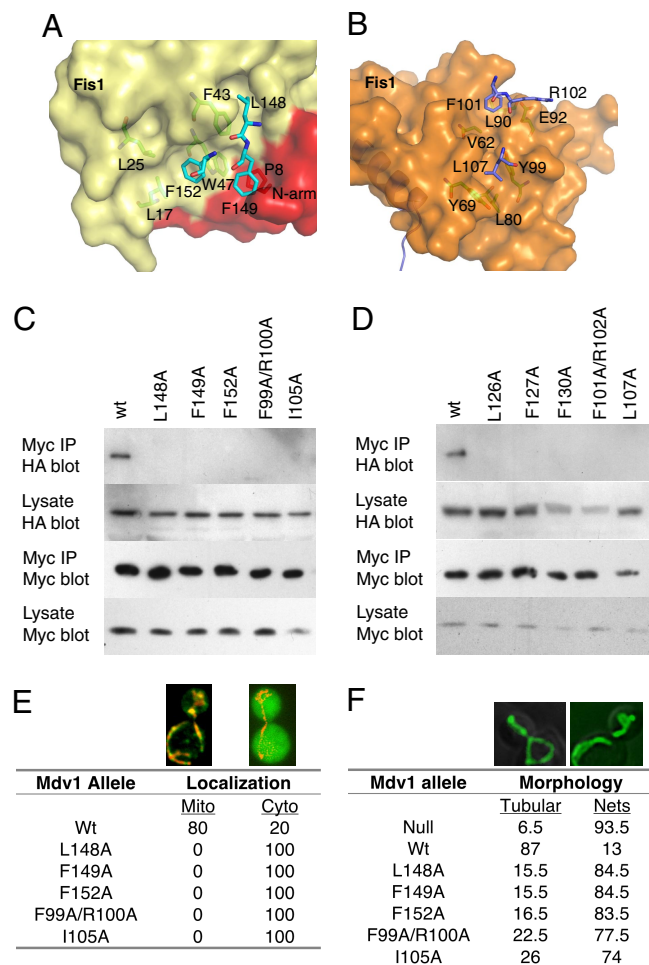 A
Fis1
F43
L148
L25
F152
W47
P8
N-arm
L17
F149
B
Fis1
F101
R102
L90
E92
V62
L107
Y99
Y69
L80
C
wt
L148A
F149A
F152A
F99A/R100A
I105A
Myc IP
HA blot
Lysate
HA blot
Myc IP
Myc blot
Lysate
Myc blot
D
wt
L126A
F127A
F130A
F101A/R102A
L107A
Myc IP
HA blot
Lysate
HA blot
Myc IP
Myc blot
Lysate
Myc blot
E
Mdv1 Allele Localization
Mito Cyto
Wt 80 20
L148A 0 100
F149A 0 100
F152A 0 100
F99A/R100A 0 100
I105A 0 100
F
Mdv1 allele Morphology
Tubular Nets
Null 6.5 93.5
Wt 87 13
L148A 15.5 84.5
F149A 15.5 84.5
F152A 16.5 83.5
F99A/R100A 22.5 77.5
I105A 26 74